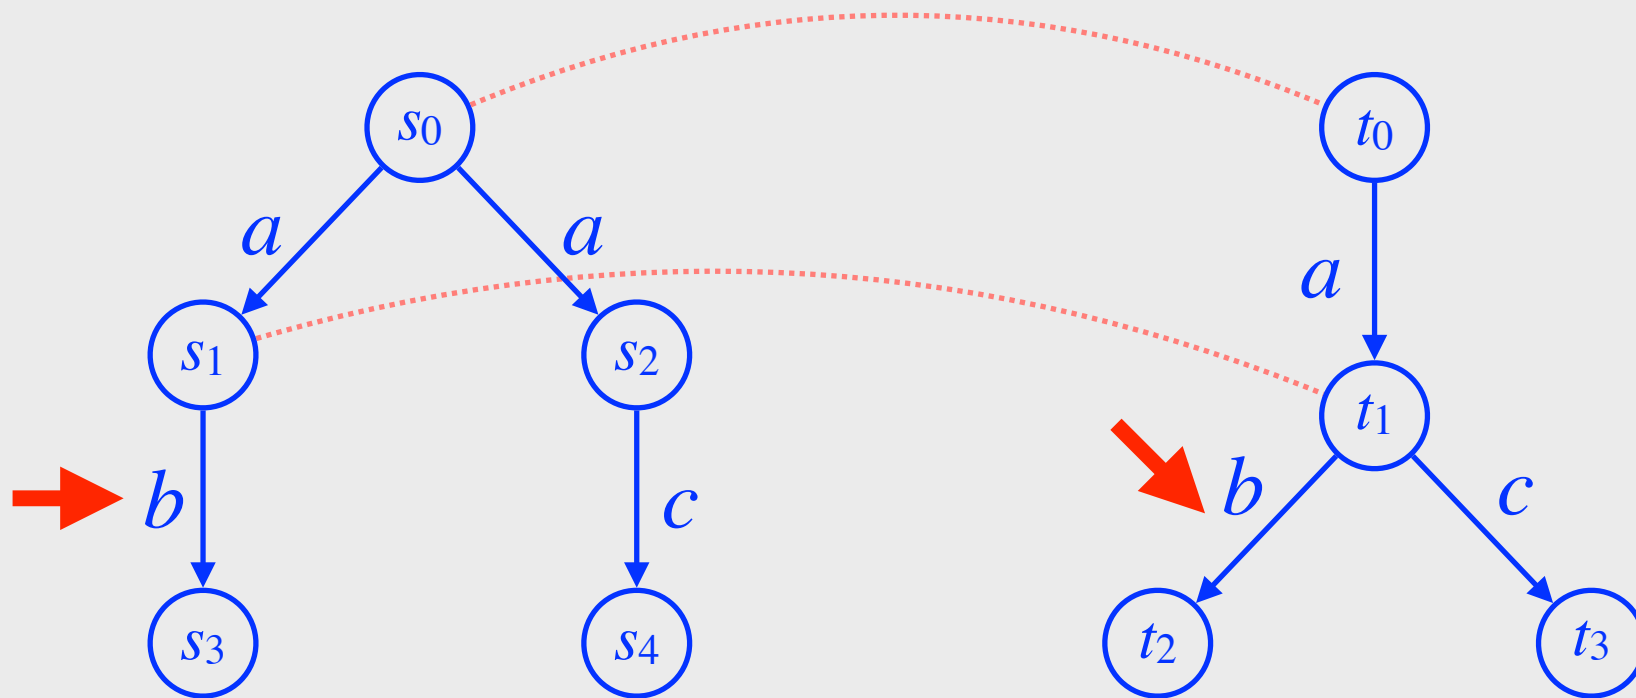 s₀
t₀
a
a
a
s₁
s₂
t₁
b
c
b
c
s₃
s₄
t₂
t₃